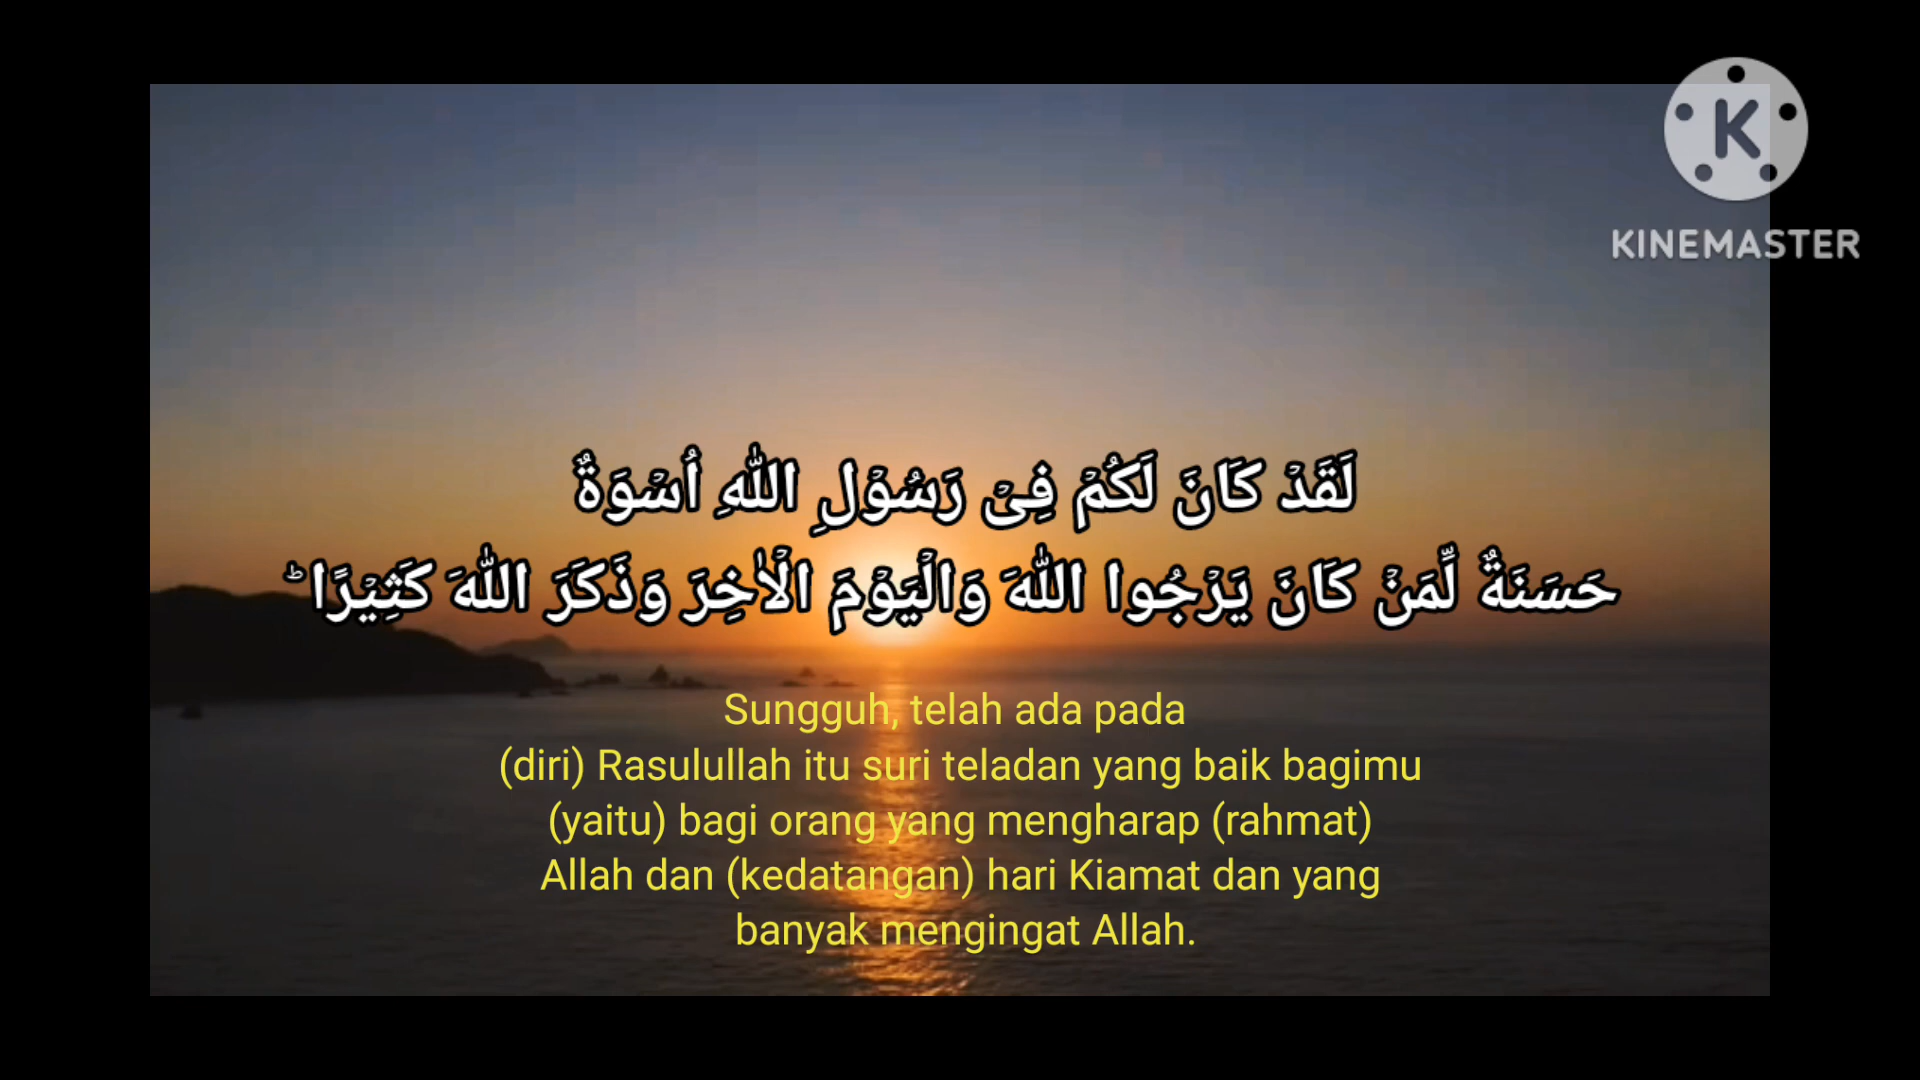 K
KINEMASTER
لَقَدۡ كَانَ لَكُمۡ فِىۡ رَسُوۡلِ اللّٰهِ اُسۡوَةٌ
حَسَنَةٌ لِّمَنۡ كَانَ يَرۡجُوا اللّٰهَ وَالۡيَوۡمَ الۡاٰخِرَ وَذَكَرَ اللّٰهَ كَثِيۡرًا ؕ
Sungguh, telah ada pada
(diri) Rasulullah itu suri teladan yang baik bagimu
(yaitu) bagi orang yang mengharap (rahmat)
Allah dan (kedatangan) hari Kiamat dan yang
banyak mengingat Allah.